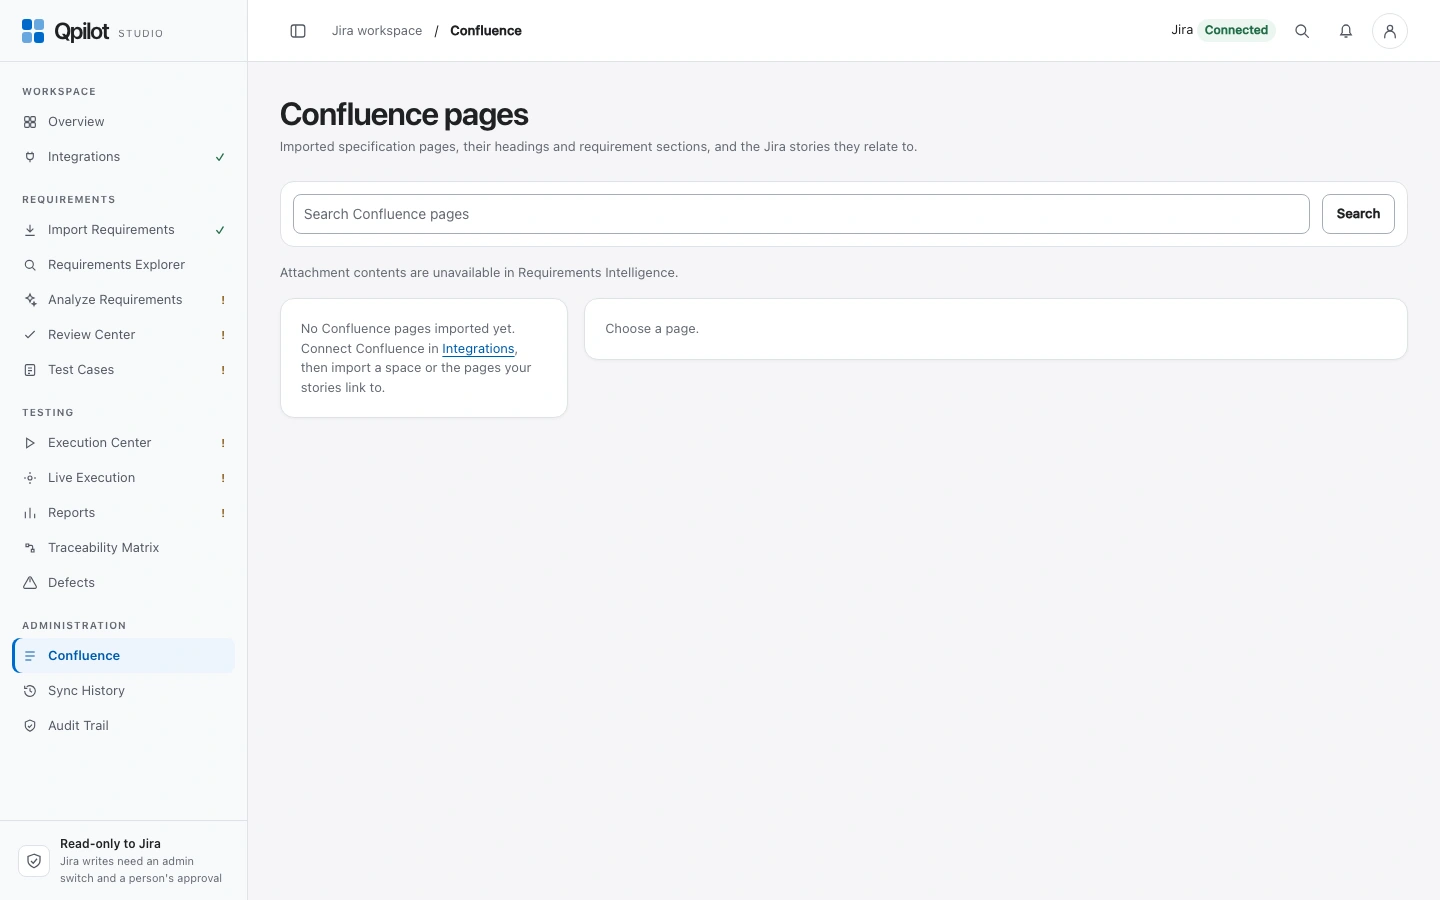 Qpilot STUDIO
Jira workspace / Confluence
Jira Connected
WORKSPACE
Overview
Integrations
REQUIREMENTS
Import Requirements
Requirements Explorer
Analyze Requirements !
Review Center !
Test Cases !
TESTING
Execution Center !
Live Execution !
Reports !
Traceability Matrix
Defects
ADMINISTRATION
Confluence
Sync History
Audit Trail
Read-only to Jira
Jira writes need an admin
switch and a person's approval
Confluence pages
Imported specification pages, their headings and requirement sections, and the Jira stories they relate to.
Search Confluence pages
Search
Attachment contents are unavailable in Requirements Intelligence.
No Confluence pages imported yet.
Connect Confluence in Integrations,
then import a space or the pages your
stories link to.
Choose a page.